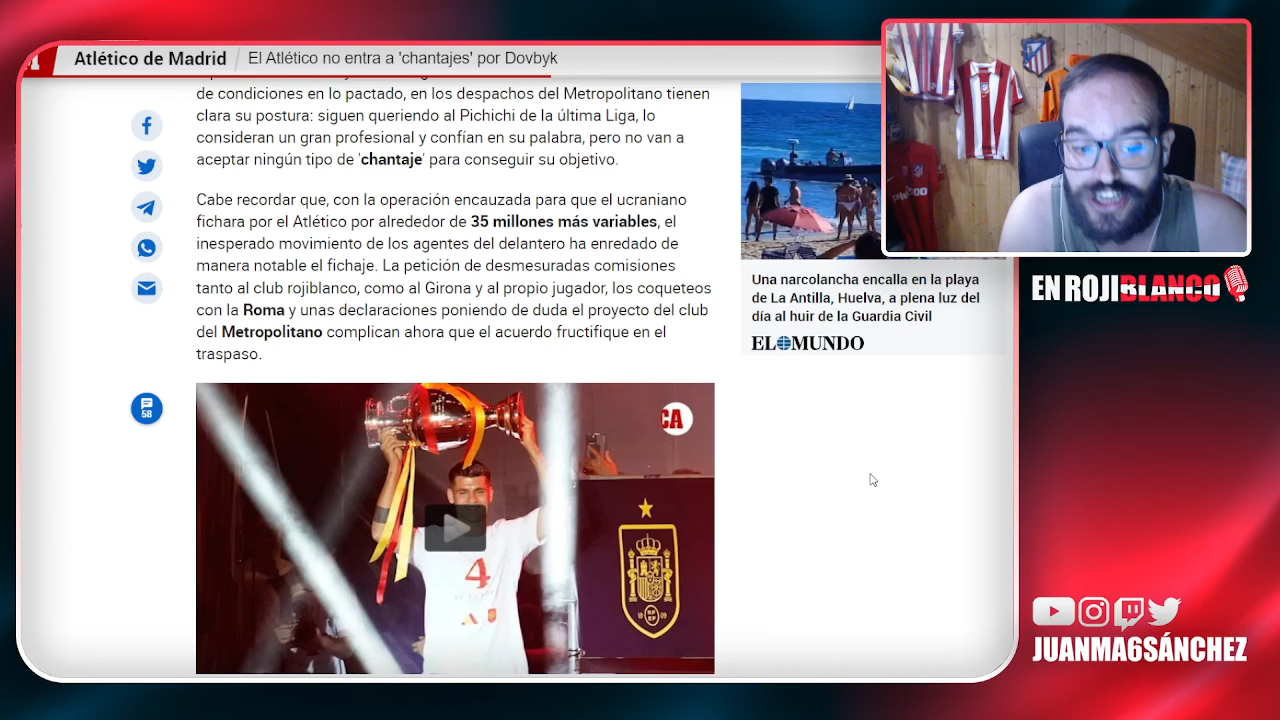 Atlético de Madrid
El Atlético no entra a 'chantajes' por Dovbyk
de condiciones en lo pactado, en los despachos del Metropolitano tienen
clara su postura: siguen queriendo al Pichichi de la última Liga, lo
consideran un gran profesional y confían en su palabra, pero no van a
aceptar ningún tipo de 'chantaje' para conseguir su objetivo.
Cabe recordar que, con la operación encauzada para que el ucraniano
fichara por el Atlético por alrededor de 35 millones más variables, el
inesperado movimiento de los agentes del delantero ha enredado de
manera notable el fichaje. La petición de desmesuradas comisiones
tanto al club rojiblanco, como al Girona y al propio jugador, los coqueteos
con la Roma y unas declaraciones poniendo de duda el proyecto del club
del Metropolitano complican ahora que el acuerdo fructifique en el
traspaso.
58
CA
4
Una narcolancha encalla en la playa
de La Antilla, Huelva, a plena luz del
día al huir de la Guardia Civil
EL MUNDO
EN ROJIBLANCO
JUANMA6SÁNCHEZ